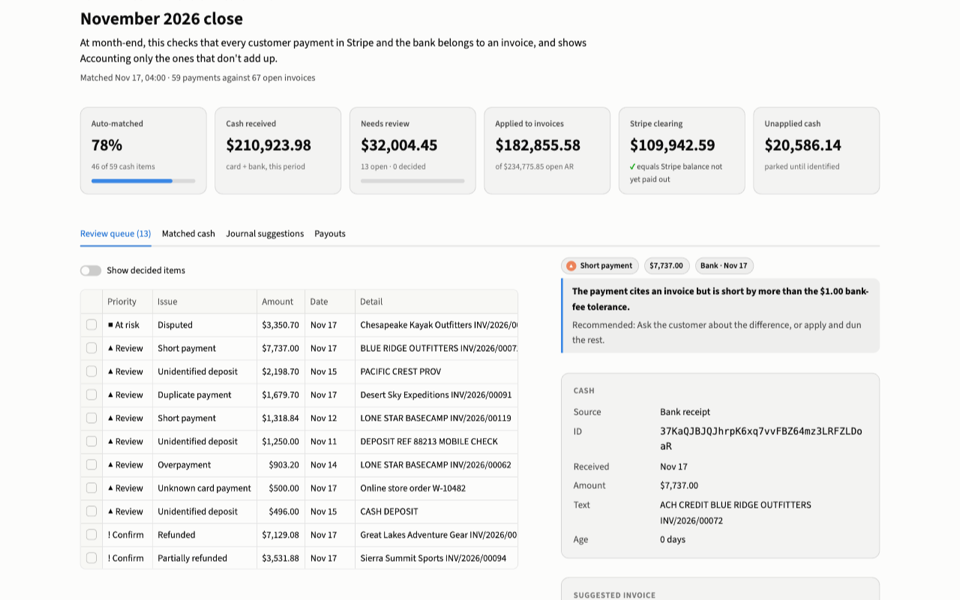 November 2026 close
At month-end, this checks that every customer payment in Stripe and the bank belongs to an invoice, and shows
Accounting only the ones that don't add up.
Matched Nov 17, 04:00 · 59 payments against 67 open invoices
Auto-matched
78%
46 of 59 cash items
Cash received
$210,923.98
card + bank, this period
Needs review
$32,004.45
13 open · 0 decided
Applied to invoices
$182,855.58
of $234,775.85 open AR
Stripe clearing
$109,942.59
✓ equals Stripe balance not
yet paid out
Unapplied cash
$20,586.14
parked until identified
Review queue (13) Matched cash Journal suggestions Payouts
Show decided items
Priority Issue Amount Date Detail
■ At risk Disputed $3,350.70 Nov 17 Chesapeake Kayak Outfitters INV/2026/0
▲ Review Short payment $7,737.00 Nov 17 BLUE RIDGE OUTFITTERS INV/2026/0007
▲ Review Unidentified deposit $2,198.70 Nov 15 PACIFIC CREST PROV
▲ Review Duplicate payment $1,679.70 Nov 17 Desert Sky Expeditions INV/2026/00091
▲ Review Short payment $1,318.84 Nov 12 LONE STAR BASECAMP INV/2026/00119
▲ Review Unidentified deposit $1,250.00 Nov 11 DEPOSIT REF 88213 MOBILE CHECK
▲ Review Overpayment $903.20 Nov 14 LONE STAR BASECAMP INV/2026/00062
▲ Review Unknown card payment $500.00 Nov 17 Online store order W-10482
▲ Review Unidentified deposit $496.00 Nov 15 CASH DEPOSIT
! Confirm Refunded $7,129.08 Nov 17 Great Lakes Adventure Gear INV/2026/00
! Confirm Partially refunded $3,531.88 Nov 17 Sierra Summit Sports INV/2026/00094
Short payment $7,737.00 Bank · Nov 17
The payment cites an invoice but is short by more than the $1.00 bank-
fee tolerance.
Recommended: Ask the customer about the difference, or apply and dun
the rest.
CASH
Source Bank receipt
ID 37KaQJBJQJhrpK6xq7vvFBZ64mz3LRFZLDo
aR
Received Nov 17
Amount $7,737.00
Text ACH CREDIT BLUE RIDGE OUTFITTERS
INV/2026/00072
Age 0 days
SUGGESTED INVOICE